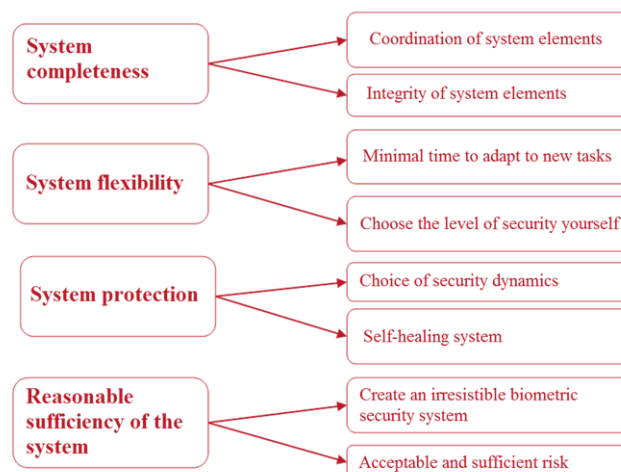 System
completeness
Coordination of system elements
Integrity of system elements
System flexibility
Minimal time to adapt to new tasks
Choose the level of security yourself
System protection
Choice of security dynamics
Self-healing system
Reasonable
sufficiency of the
system
Create an irresistible biometric
security system
Acceptable and sufficient risk